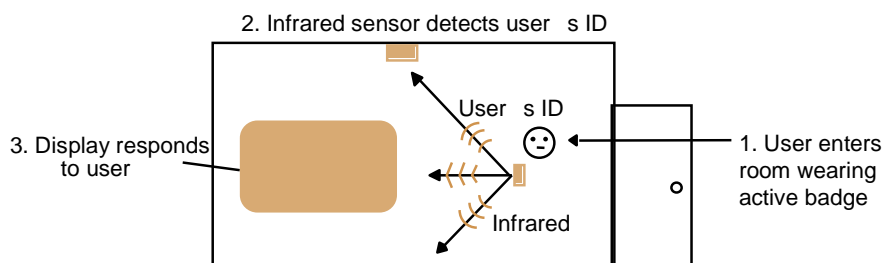 2. Infrared sensor detects user s ID
User s ID
3. Display responds
to user
1. User enters
room wearing
active badge
Infrared